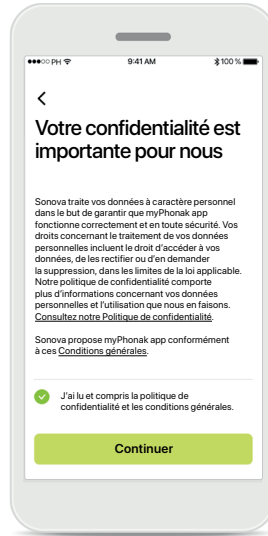 ●●●○○ PH 9:41 AM 100 %
Votre confidentialité est
importante pour nous
Sonova traite vos données à caractère personnel
dans le but de garantir que myPhonak app
fonctionne correctement et en toute sécurité. Vos
droits concernant le traitement de vos données
personnelles incluent le droit d’accéder à vos
données, de les rectifier ou d’en demander
la suppression, dans les limites de la loi applicable.
Notre politique de confidentialité comporte
plus d’informations concernant vos données
personnelles et l’utilisation que nous en faisons.
Consultez notre Politique de confidentialité.
Sonova propose myPhonak app conformément
à ces Conditions générales.
J’ai lu et compris la politique de
confidentialité et les conditions générales.
Continuer